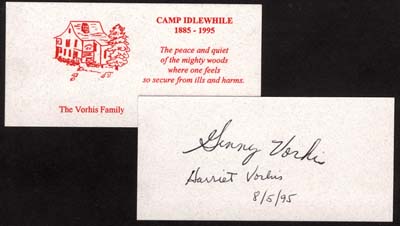 CAMP IDLEWHILE
1885 - 1995
The peace and quiet
of the mighty woods
where one feels
so secure from ills and harms.
The Vorhis Family
Ginny Vorhis
Harriet Vorhis
8/5/95